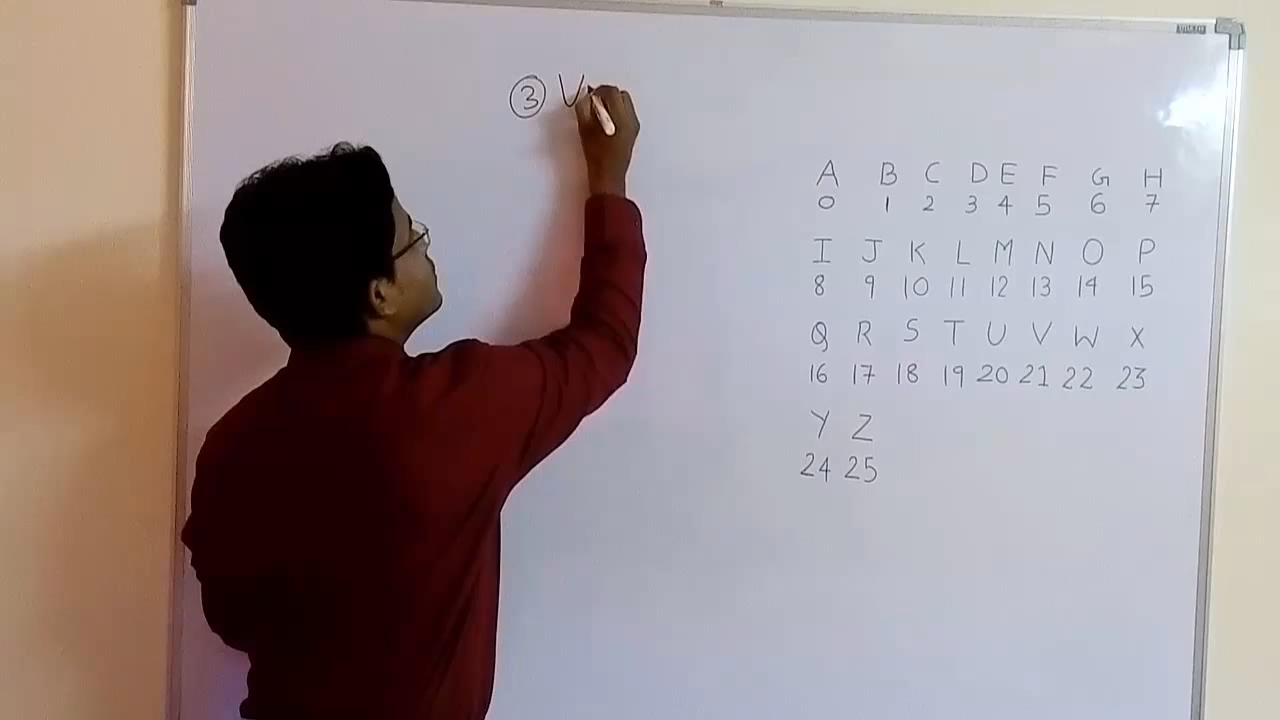 ③ V
A B C D E F G H
0 1 2 3 4 5 6 7
I J K L M N O P
8 9 10 11 12 13 14 15
Q R S T U V W X
16 17 18 19 20 21 22 23
Y Z
24 25